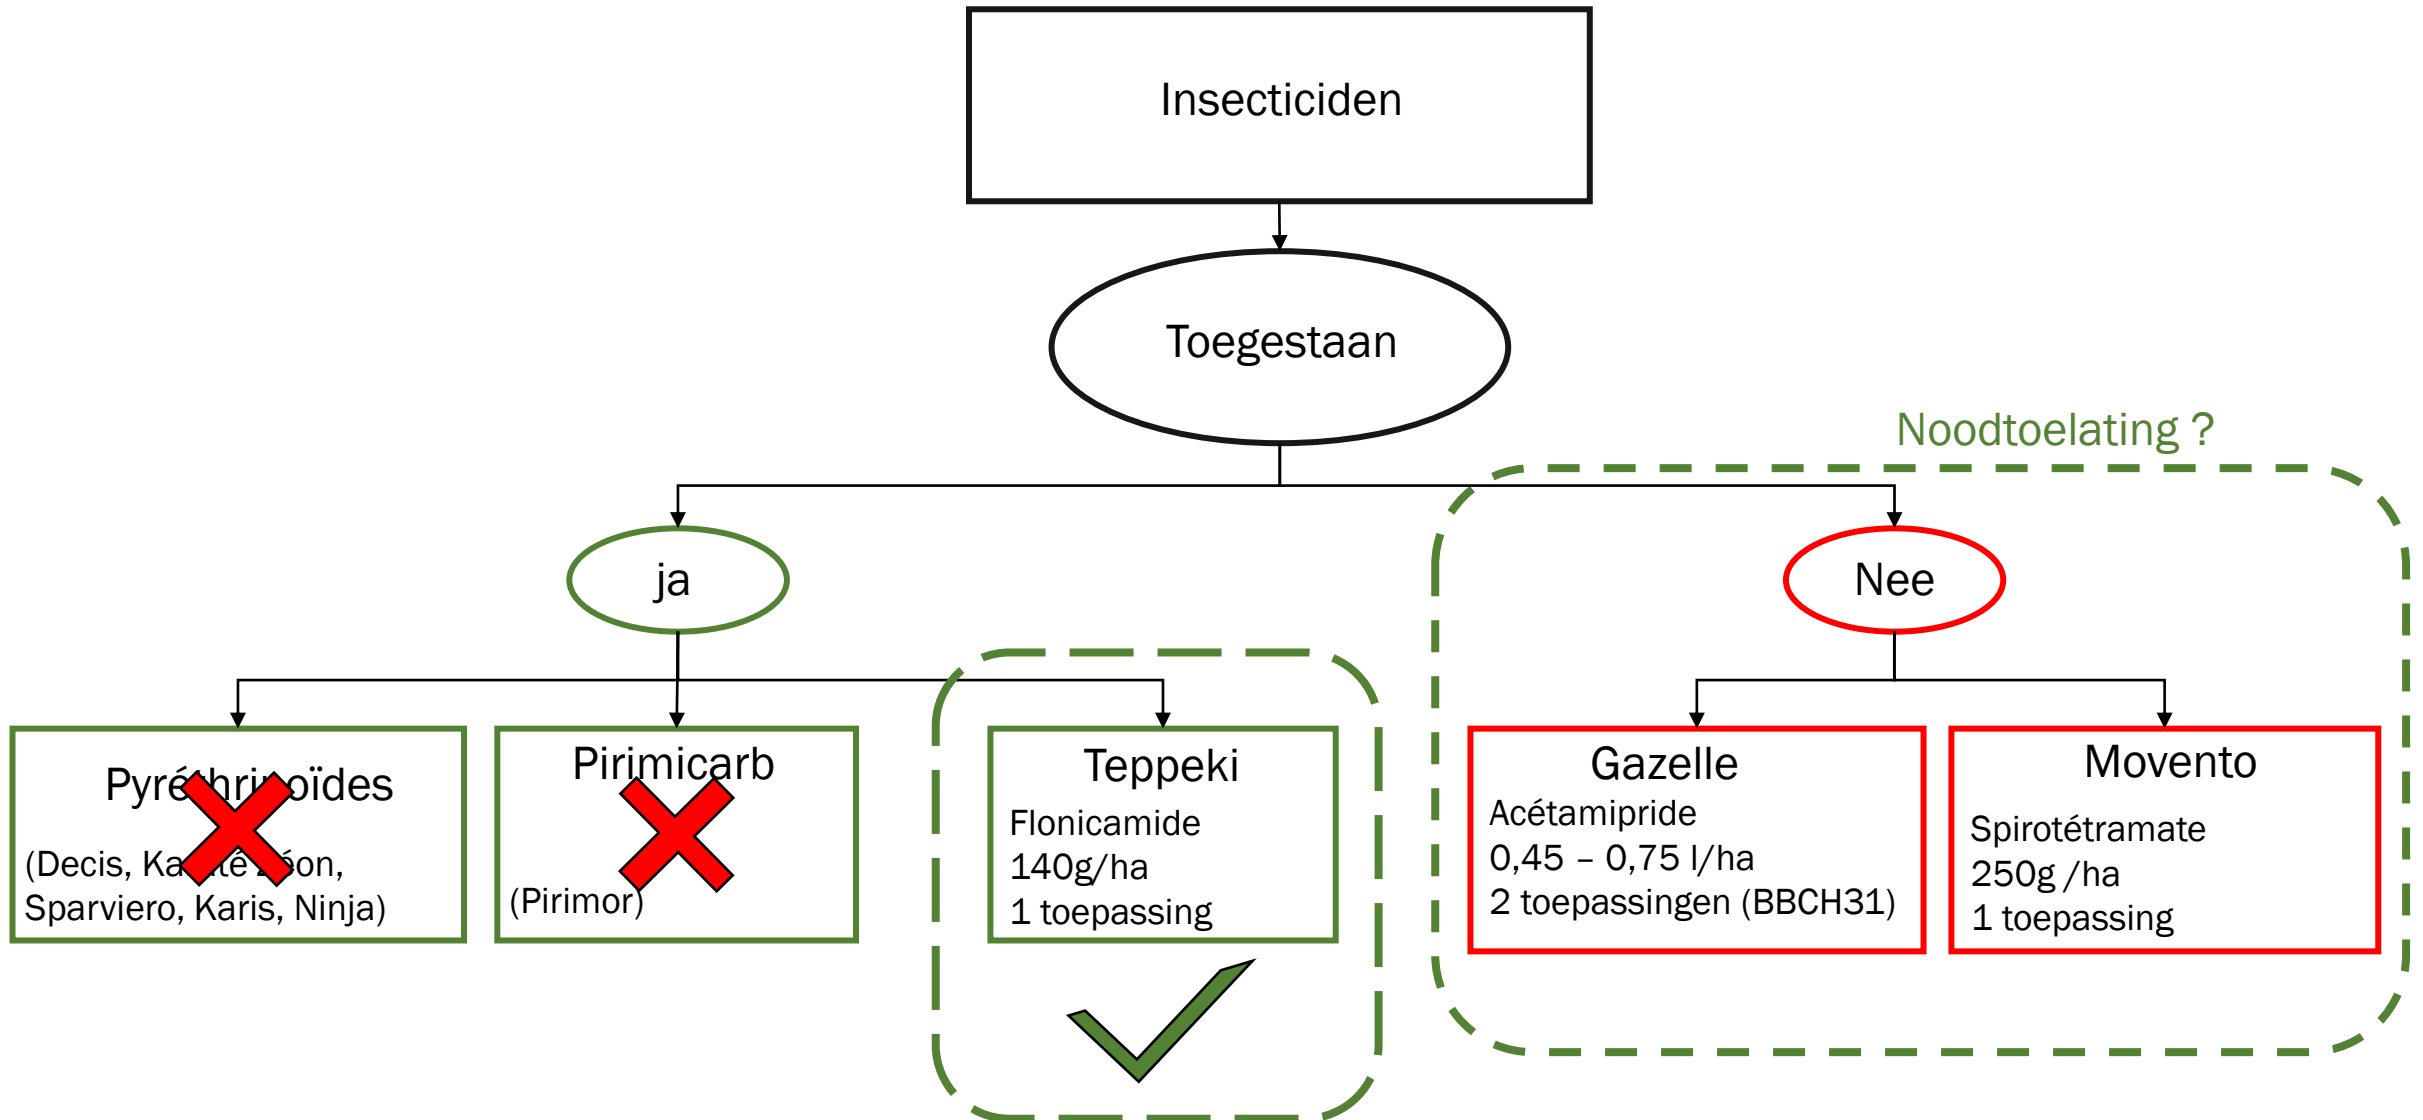 Insecticiden
Toegestaan
Noodtoelating ?
ja
Nee
(Decis,
Sparviero, Karis, Ninja)
Pirimicarb
(Pirimor)
Teppeki
Flonicamide
140g/ha
1 toepassing
Gazelle
Acétamipride
0,45 – 0,75 l/ha
2 toepassingen (BBCH31)
Movento
Spirotétramate
250g /ha
1 toepassing